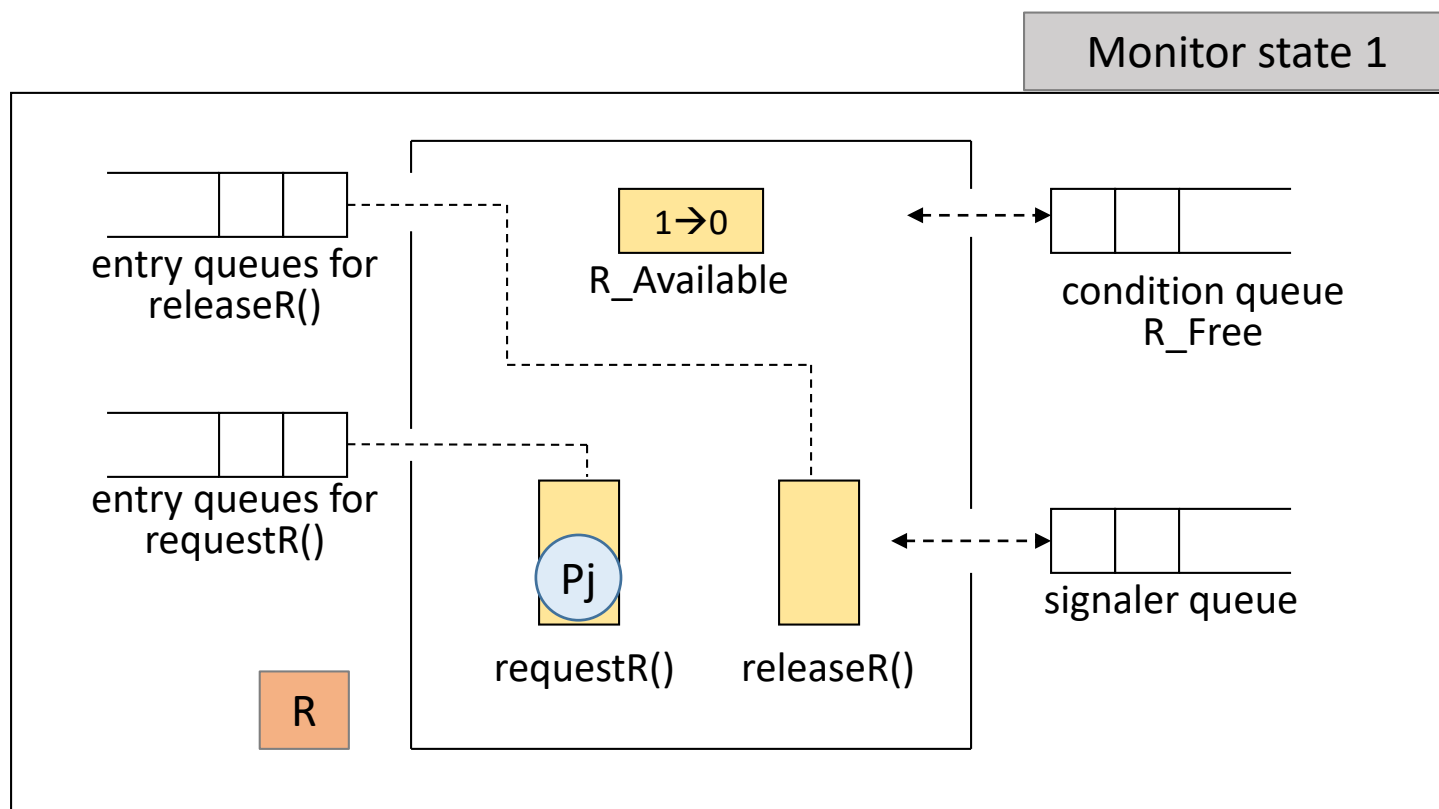 Monitor state 1
entry queues for
releaseR()
1→0
R_Available
condition queue
R_Free
entry queues for
requestR()
Pj
requestR()
releaseR()
signaler queue
R